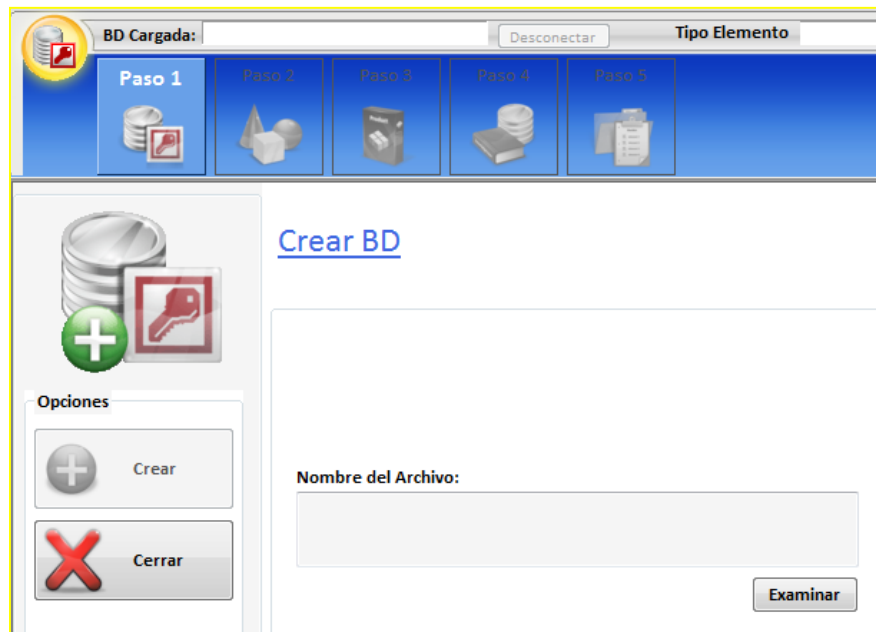 BD Cargada: Desconectar Tipo Elemento
Paso 1 Paso 2 Paso 3 Paso 4 Paso 5
Crear BD
Opciones
Crear
Nombre del Archivo:
Cerrar
Examinar